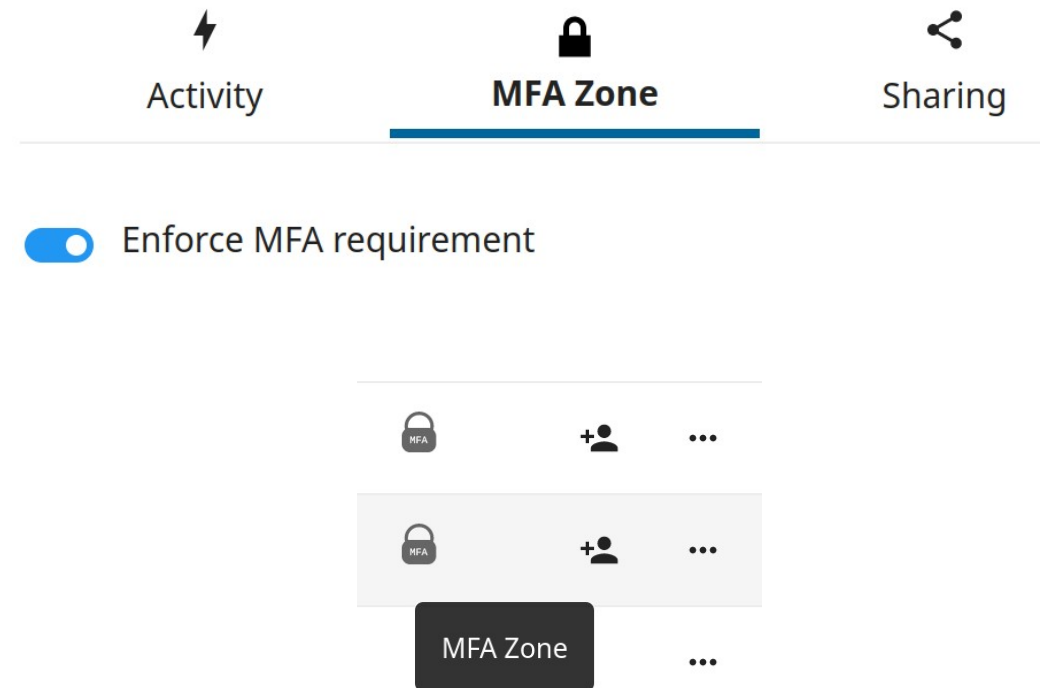 Activity
MFA Zone
Sharing
Enforce MFA requirement
MFA
MFA
MFA Zone